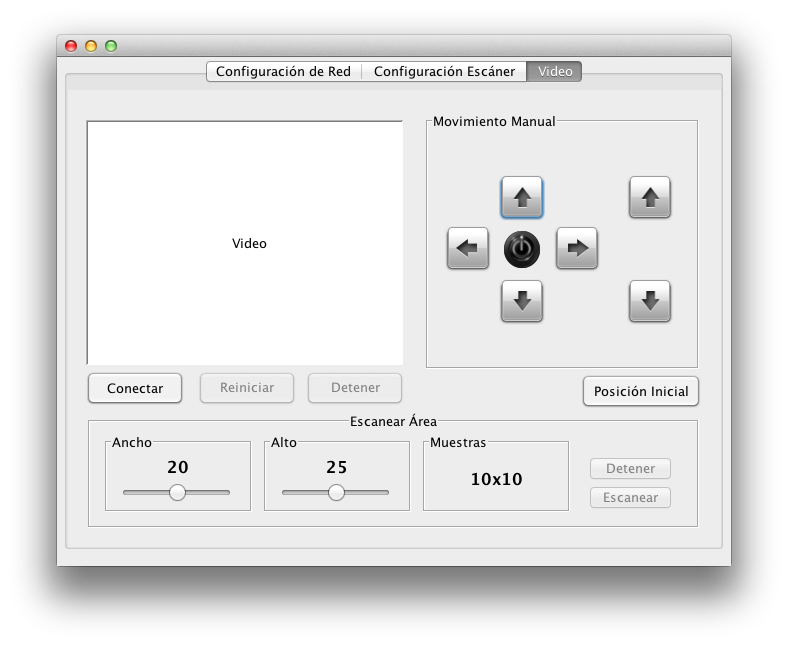 Configuración de Red
Configuración Escáner
Video
Video
Movimiento Manual
Conectar
Reiniciar
Detener
Posición Inicial
Escanear Área
Ancho
20
Alto
25
Muestras
10x10
Detener
Escanear